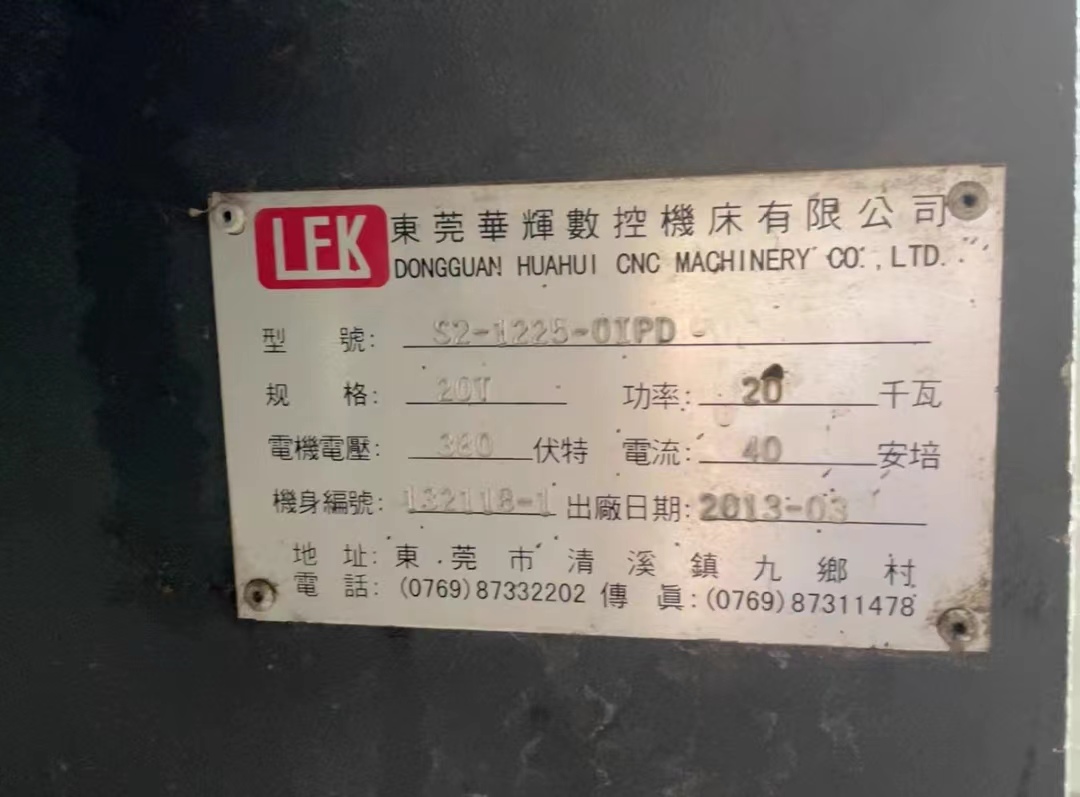 LFK 東莞華輝數控機床有限公司
DONGGUAN HUAHUI CNC MACHINERY CO., LTD.
型 號: S2-1225-OIPD
规 格: 20T 功率: 20 千瓦
電機電壓: 380 伏特 電流: 40 安培
機身編號: 132118-1 出廠日期: 2013-03
地 址: 東莞市清溪鎮九鄉村
電 話: (0769)87332202 傳 眞: (0769)87311478